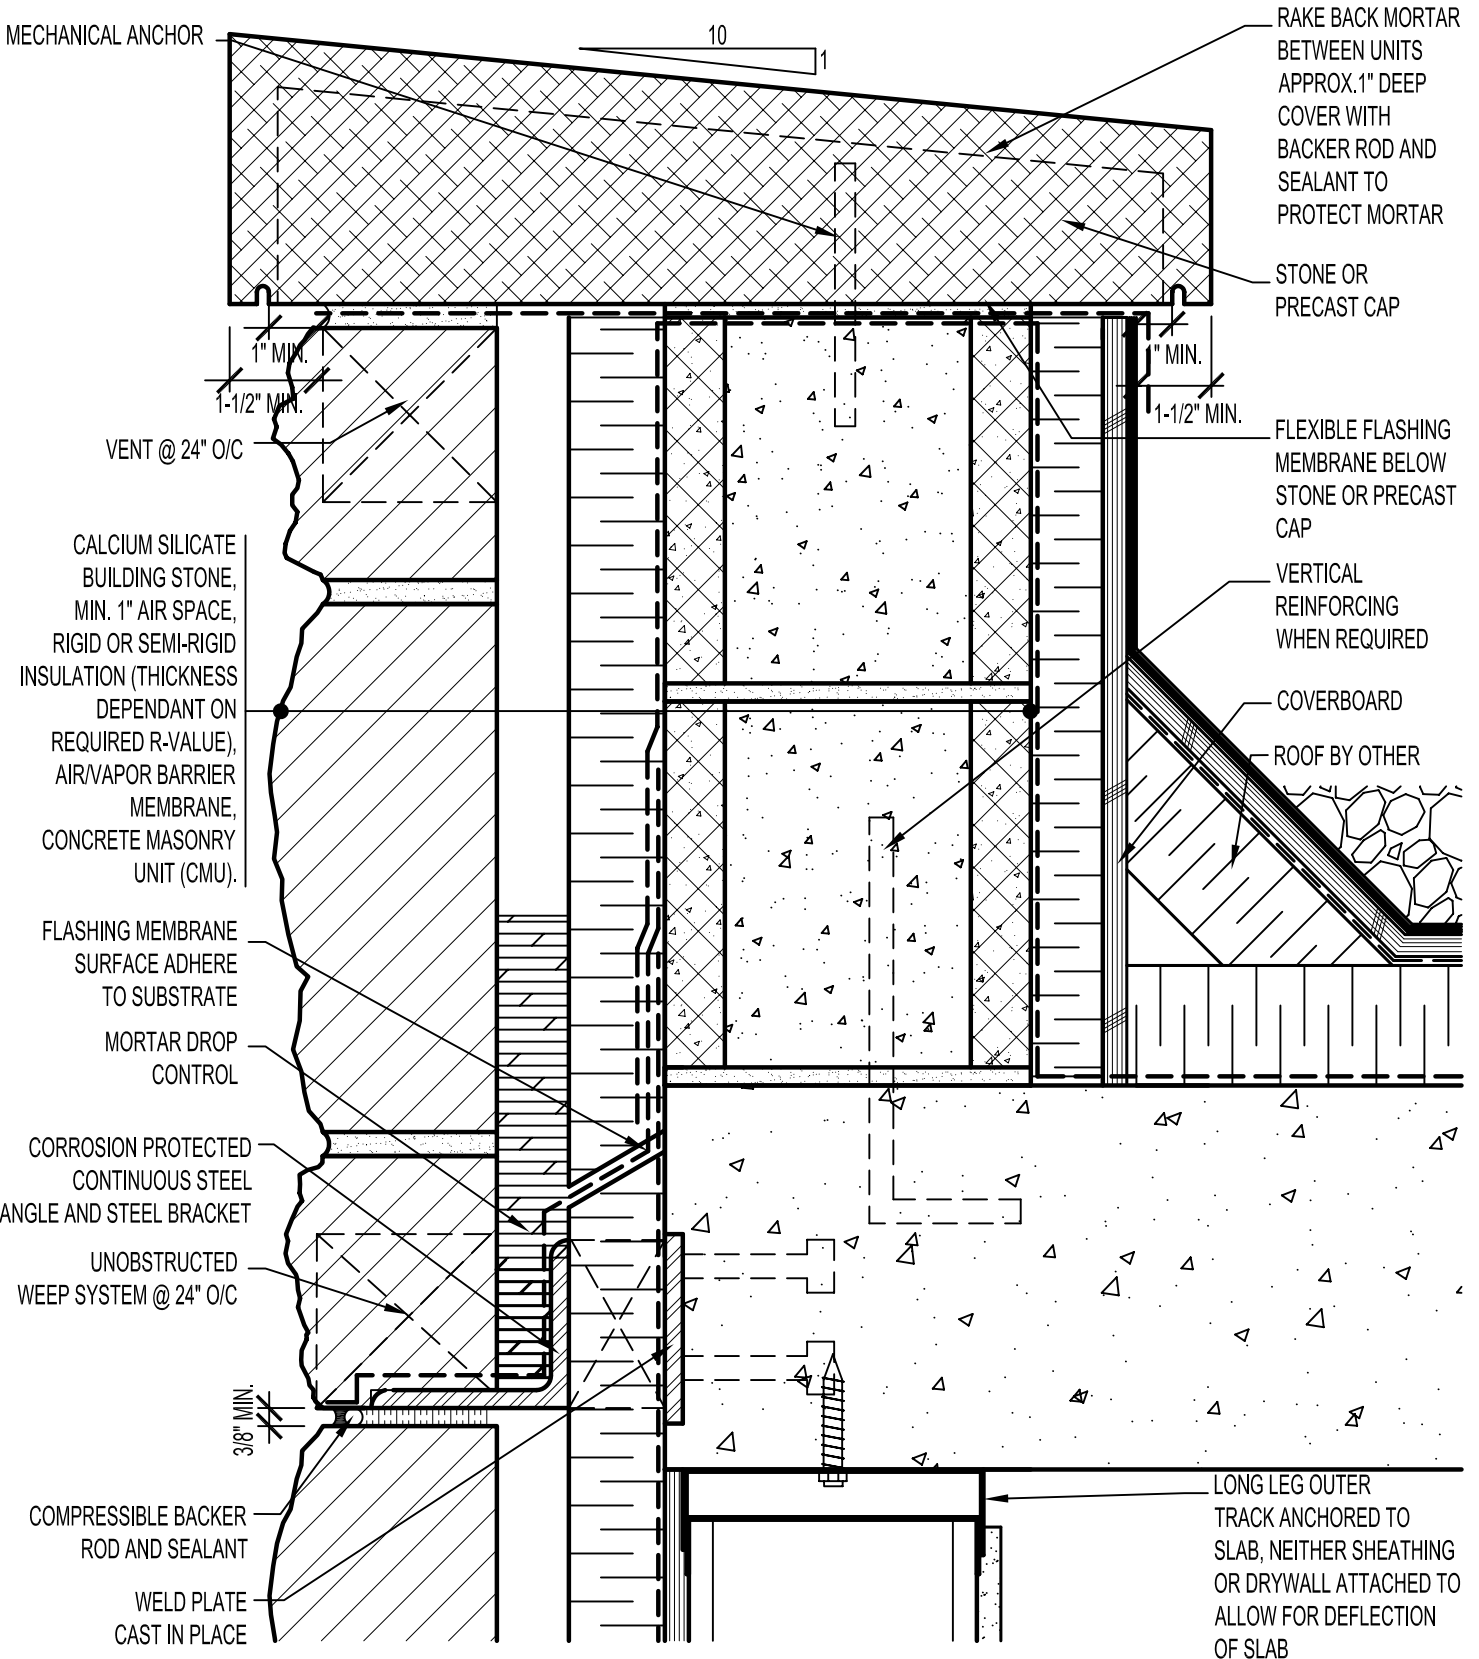 MECHANICAL ANCHOR
10
1
RAKE BACK MORTAR
BETWEEN UNITS
APPROX.1" DEEP
COVER WITH
BACKER ROD AND
SEALANT TO
PROTECT MORTAR
STONE OR
PRECAST CAP
1" MIN.
1-1/2" MIN.
" MIN.
1-1/2" MIN.
VENT @ 24" O/C
FLEXIBLE FLASHING
MEMBRANE BELOW
STONE OR PRECAST
CAP
CALCIUM SILICATE
BUILDING STONE,
MIN. 1" AIR SPACE,
RIGID OR SEMI-RIGID
INSULATION (THICKNESS
DEPENDANT ON
REQUIRED R-VALUE),
AIR/VAPOR BARRIER
MEMBRANE,
CONCRETE MASONRY
UNIT (CMU).
VERTICAL
REINFORCING
WHEN REQUIRED
COVERBOARD
ROOF BY OTHER
FLASHING MEMBRANE
SURFACE ADHERE
TO SUBSTRATE
MORTAR DROP
CONTROL
CORROSION PROTECTED
CONTINUOUS STEEL
ANGLE AND STEEL BRACKET
UNOBSTRUCTED
WEEP SYSTEM @ 24" O/C
3/8" MIN.
COMPRESSIBLE BACKER
ROD AND SEALANT
WELD PLATE
CAST IN PLACE
LONG LEG OUTER
TRACK ANCHORED TO
SLAB, NEITHER SHEATHING
OR DRYWALL ATTACHED TO
ALLOW FOR DEFLECTION
OF SLAB